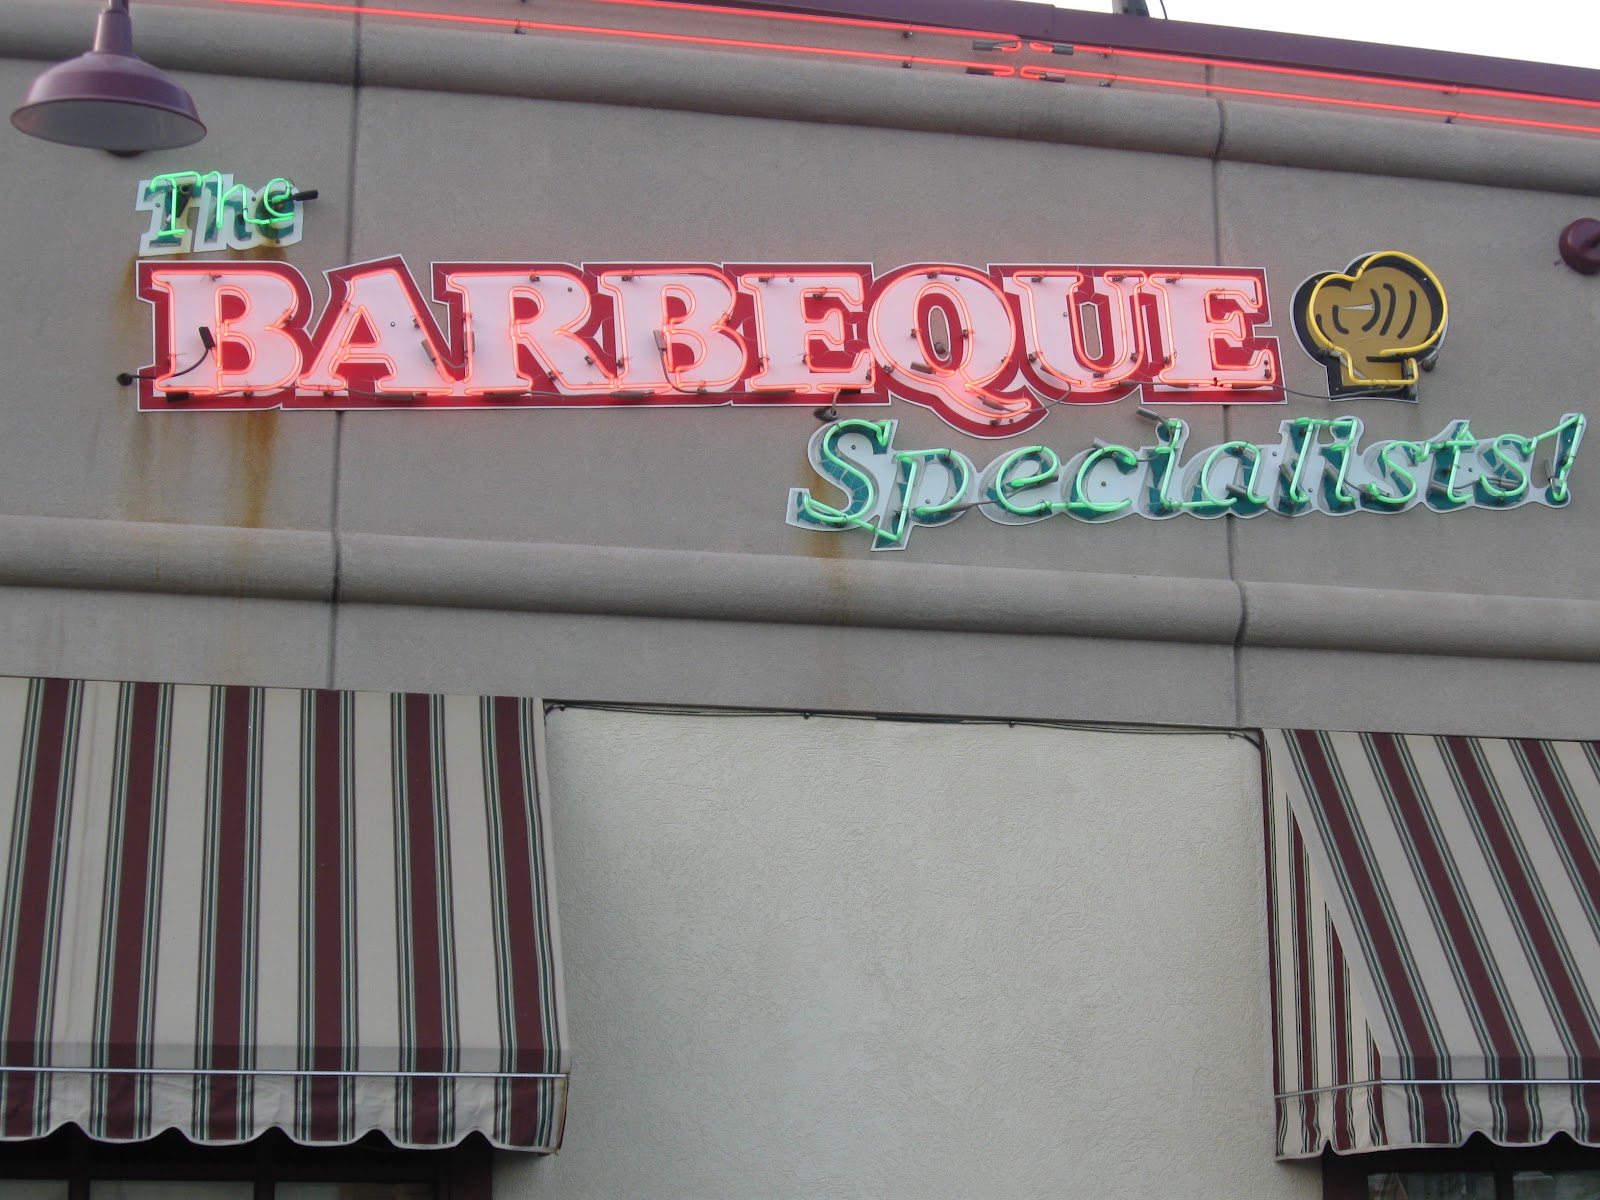 The
BARBEQUE
Specialists!